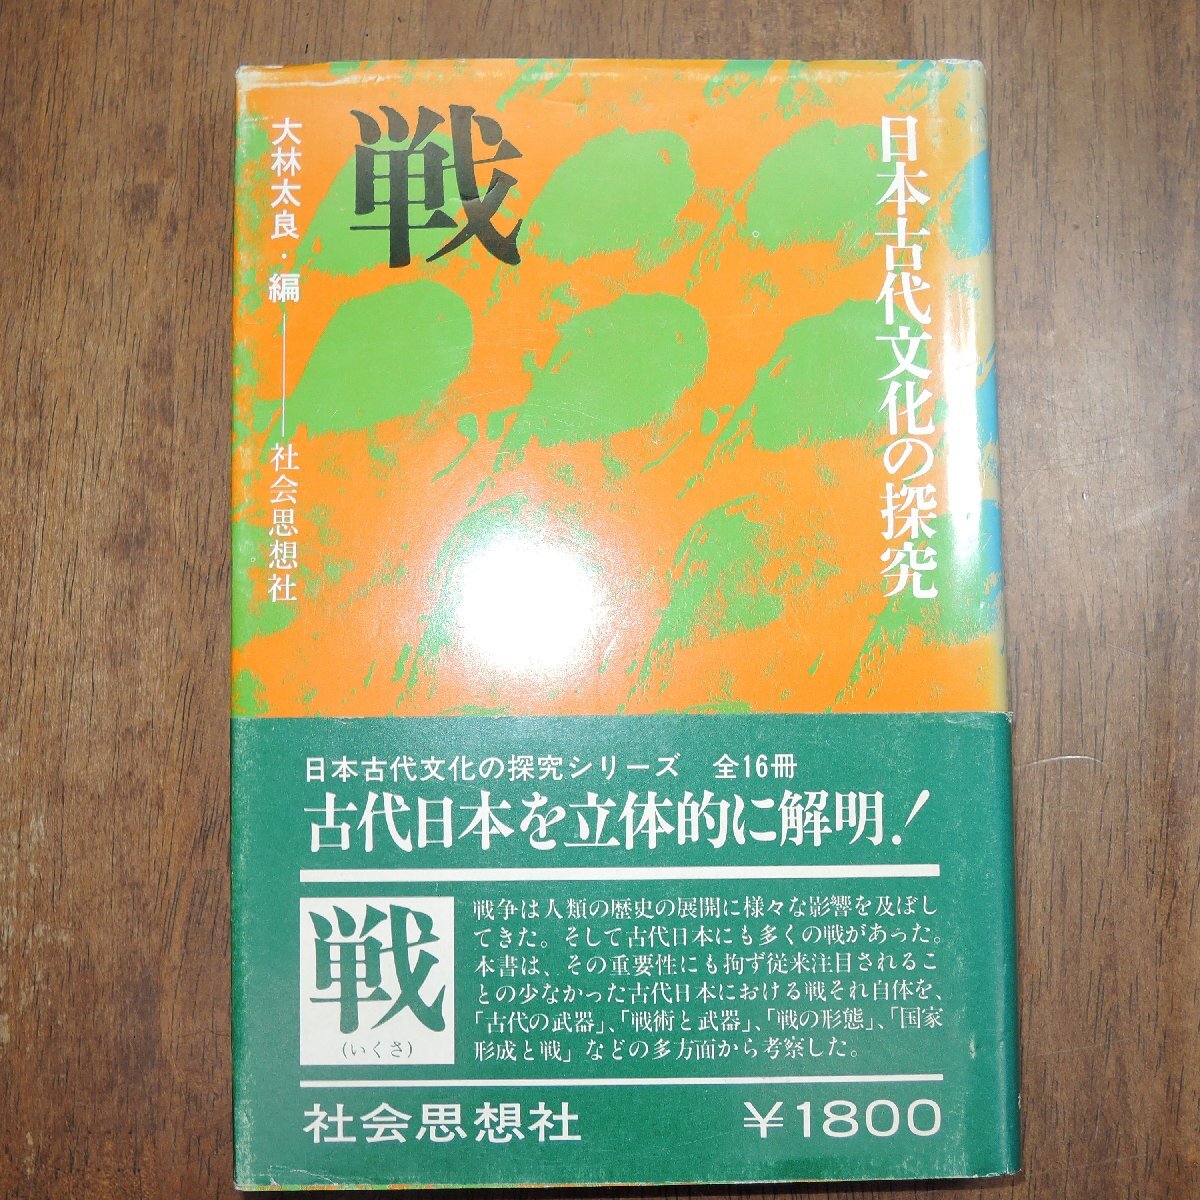 日本古代文化の探究
戦
大林太良・編――社会思想社
日本古代文化の探究シリーズ 全16冊
古代日本を立体的に解明!
戦
(いくさ)
戦争は人類の歴史の展開に様々な影響を及ぼし
てきた。そして古代日本にも多くの戦があった。
本書は、その重要性にも拘ず従来注目されるこ
との少なかった古代日本における戦それ自体を、
「古代の武器」、「戦術と武器」、「戦の形態」、「国家
形成と戦」などの多方面から考察した。
社会思想社 ¥1800